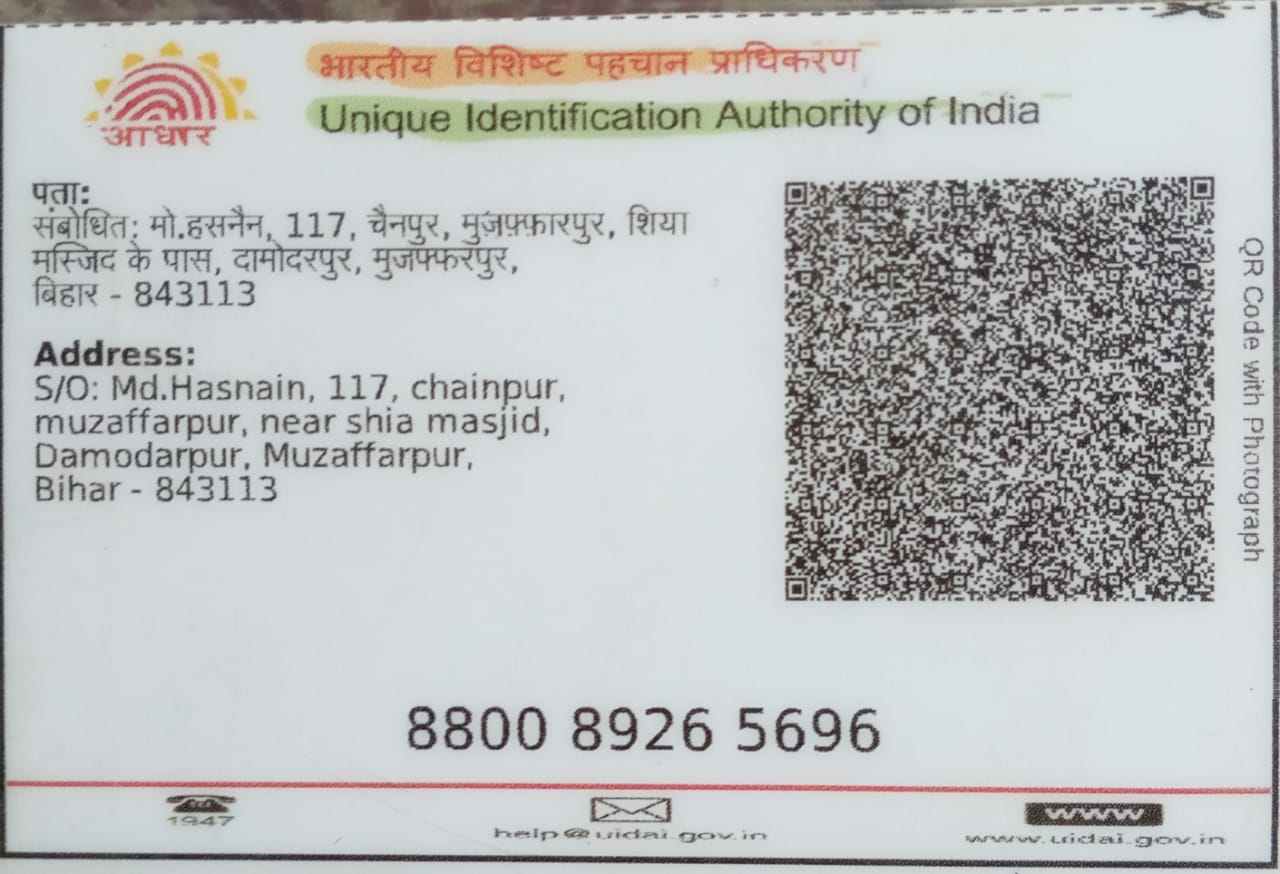 आधार
भारतीय विशिष्ट पहचान प्राधिकरण
Unique Identification Authority of India
पता:
संबोधित: मो.हसनैन, 117, चैनपुर, मुज़फ़्फ़ारपुर, शिया
मस्जिद के पास, दामोदरपुर, मुजफ्फरपुर,
बिहार - 843113
Address:
S/O: Md.Hasnain, 117, chainpur,
muzaffarpur, near shia masjid,
Damodarpur, Muzaffarpur,
Bihar - 843113
QR Code with Photograph
8800 8926 5696
1947
help@uidai.gov.in
www
www.uidai.gov.in